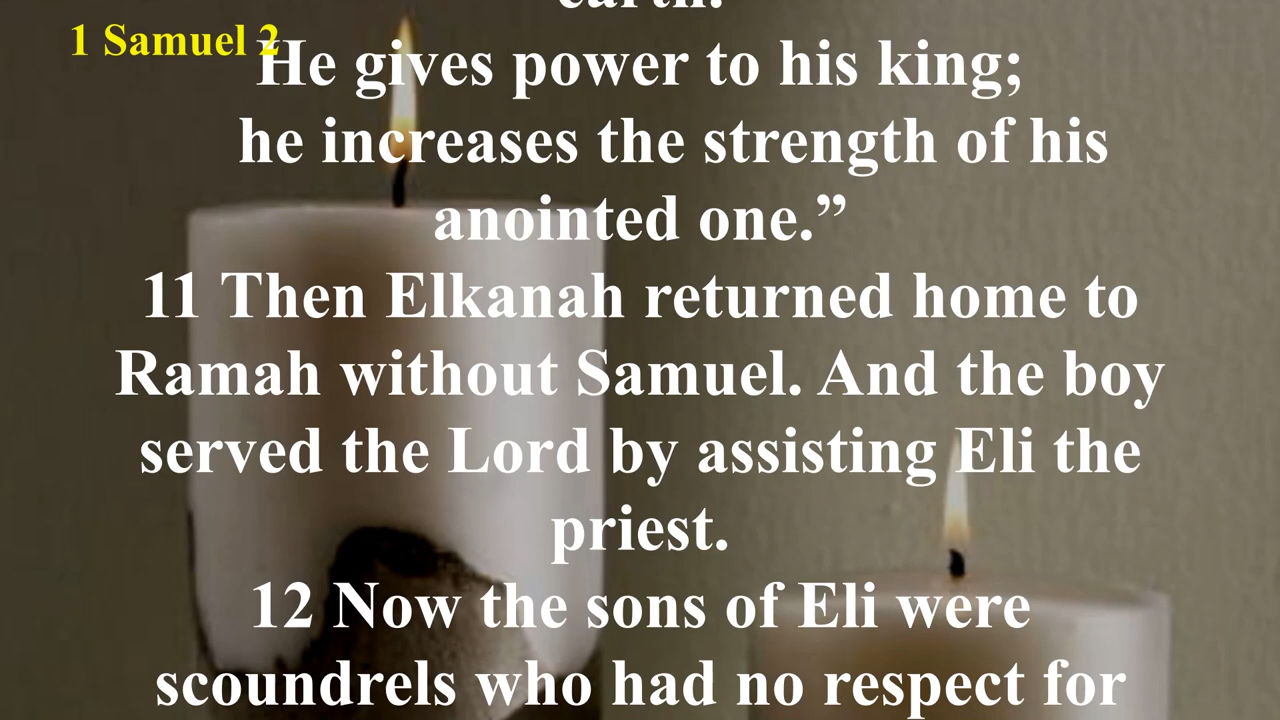 earth.
1 Samuel 2
He gives power to his king;
he increases the strength of his
anointed one.”
11 Then Elkanah returned home to
Ramah without Samuel. And the boy
served the Lord by assisting Eli the
priest.
12 Now the sons of Eli were
scoundrels who had no respect for